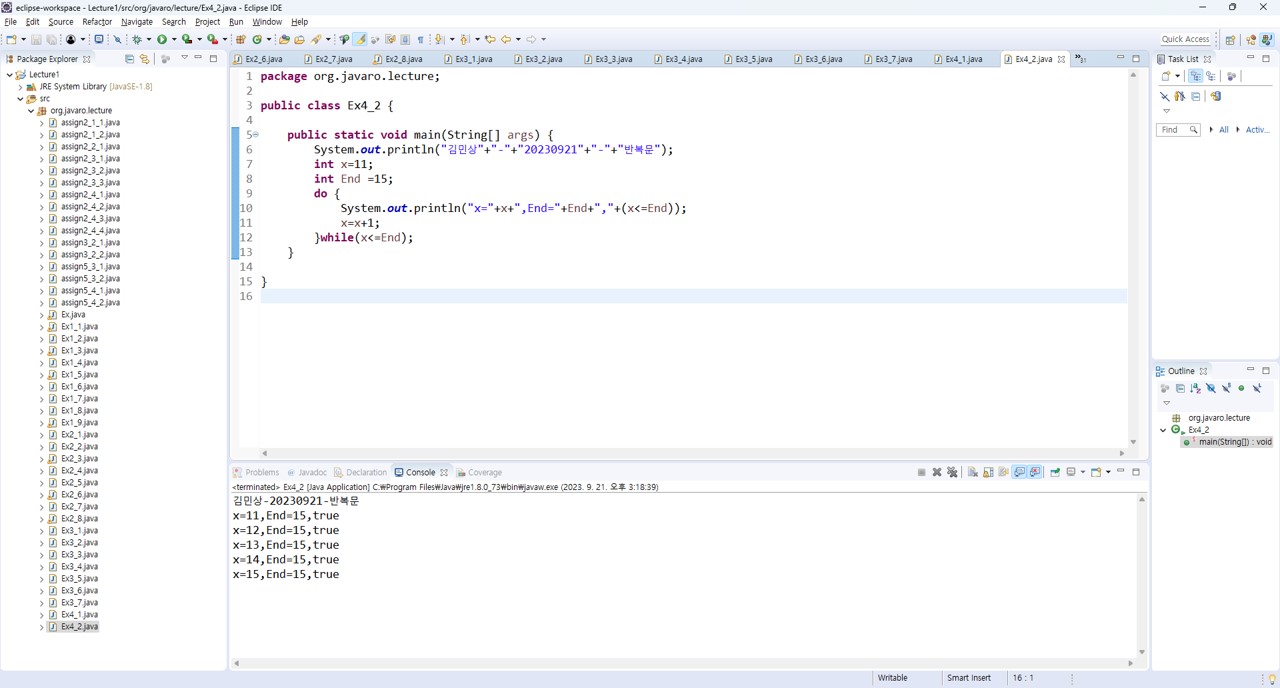 eclipse-workspace - Lecture1/src/org/javaro/lecture/Ex4_2.java - Eclipse IDE
File Edit Source Refactor Navigate Search Project Run Window Help
Quick Access
Package Explorer
Lecture1
JRE System Library [JavaSE-1.8]
src
org.javaro.lecture
assign2_1_1.java
assign2_1_2.java
assign2_2_1.java
assign2_3_1.java
assign2_3_2.java
assign2_3_3.java
assign2_4_1.java
assign2_4_2.java
assign2_4_3.java
assign2_4_4.java
assign3_2_1.java
assign3_2_2.java
assign5_3_1.java
assign5_3_2.java
assign5_4_1.java
assign5_4_2.java
Ex.java
Ex1_1.java
Ex1_2.java
Ex1_3.java
Ex1_4.java
Ex1_5.java
Ex1_6.java
Ex1_7.java
Ex1_8.java
Ex1_9.java
Ex2_1.java
Ex2_2.java
Ex2_3.java
Ex2_4.java
Ex2_5.java
Ex2_6.java
Ex2_7.java
Ex2_8.java
Ex3_1.java
Ex3_2.java
Ex3_3.java
Ex3_4.java
Ex3_5.java
Ex3_6.java
Ex3_7.java
Ex4_1.java
Ex4_2.java
Ex2_6.java Ex2_7.java Ex2_8.java Ex3_1.java Ex3_2.java Ex3_3.java Ex3_4.java Ex3_5.java Ex3_6.java Ex3_7.java Ex4_1.java Ex4_2.java »31
1 package org.javaro.lecture;
2
3 public class Ex4_2 {
4
5 public static void main(String[] args) {
6 System.out.println("김민상"+"-"+"20230921"+"-"+"반복문");
7 int x=11;
8 int End =15;
9 do {
10 System.out.println("x="+x+",End="+End+","+(x<=End));
11 x=x+1;
12 }while(x<=End);
13 }
14
15 }
16
Problems Javadoc Declaration Console Coverage
<terminated> Ex4_2 [Java Application] C:₩Program Files₩Java₩jre1.8.0_73₩bin₩javaw.exe (2023. 9. 21. 오후 3:18:39)
김민상-20230921-반복문
x=11,End=15,true
x=12,End=15,true
x=13,End=15,true
x=14,End=15,true
x=15,End=15,true
Task List
Find All Activ...
Outline
org.javaro.lecture
Ex4_2
main(String[]) : void
Writable Smart Insert 16 : 1